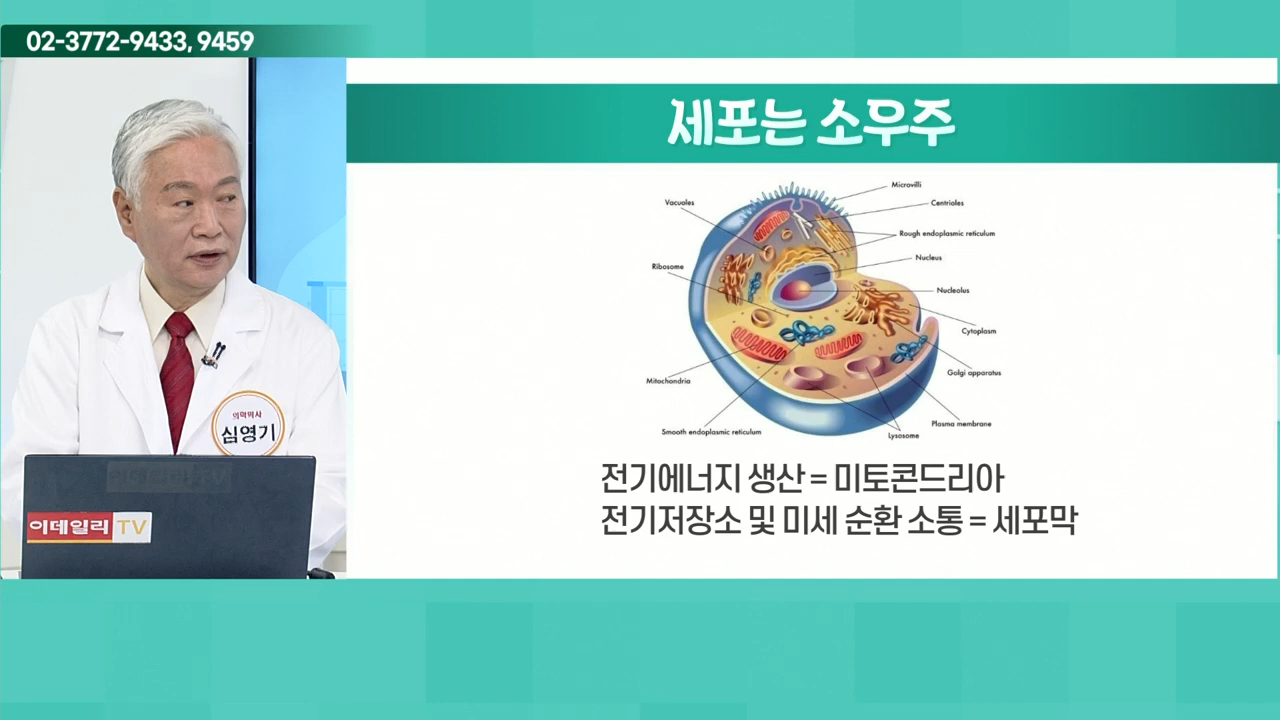 02-3772-9433, 9459
세포는 소우주
Microvilli
Vacuoles
Centrioles
Rough endoplasmic reticulum
Nucleus
Ribosome
Nucleolus
Cytoplasm
Golgi apparatus
Mitochondria
Plasma membrane
Smooth endoplasmic reticulum
Lysosome
의학박사
심영기
이데일리 TV
전기에너지 생산 = 미토콘드리아
전기저장소 및 미세 순환 소통 = 세포막